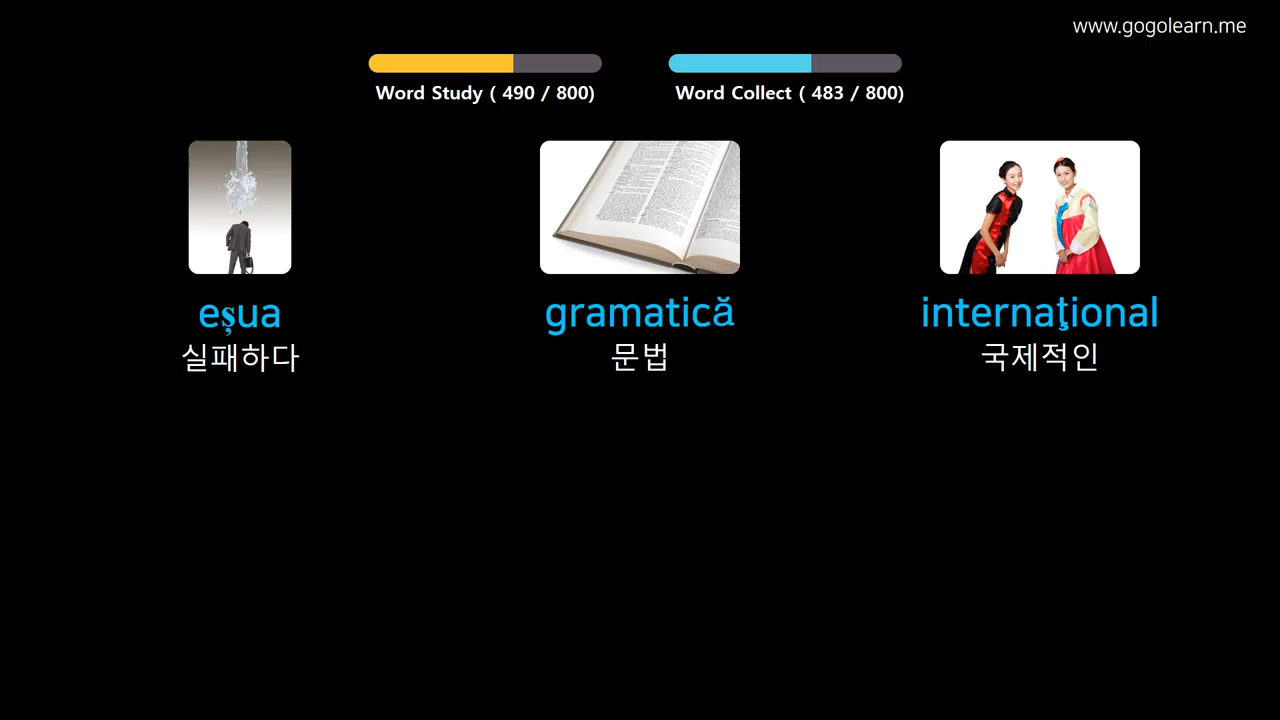 www.gogolearn.me
Word Study ( 490 / 800)
Word Collect ( 483 / 800)
eșua
gramatică
internaţional
실패하다
문법
국제적인